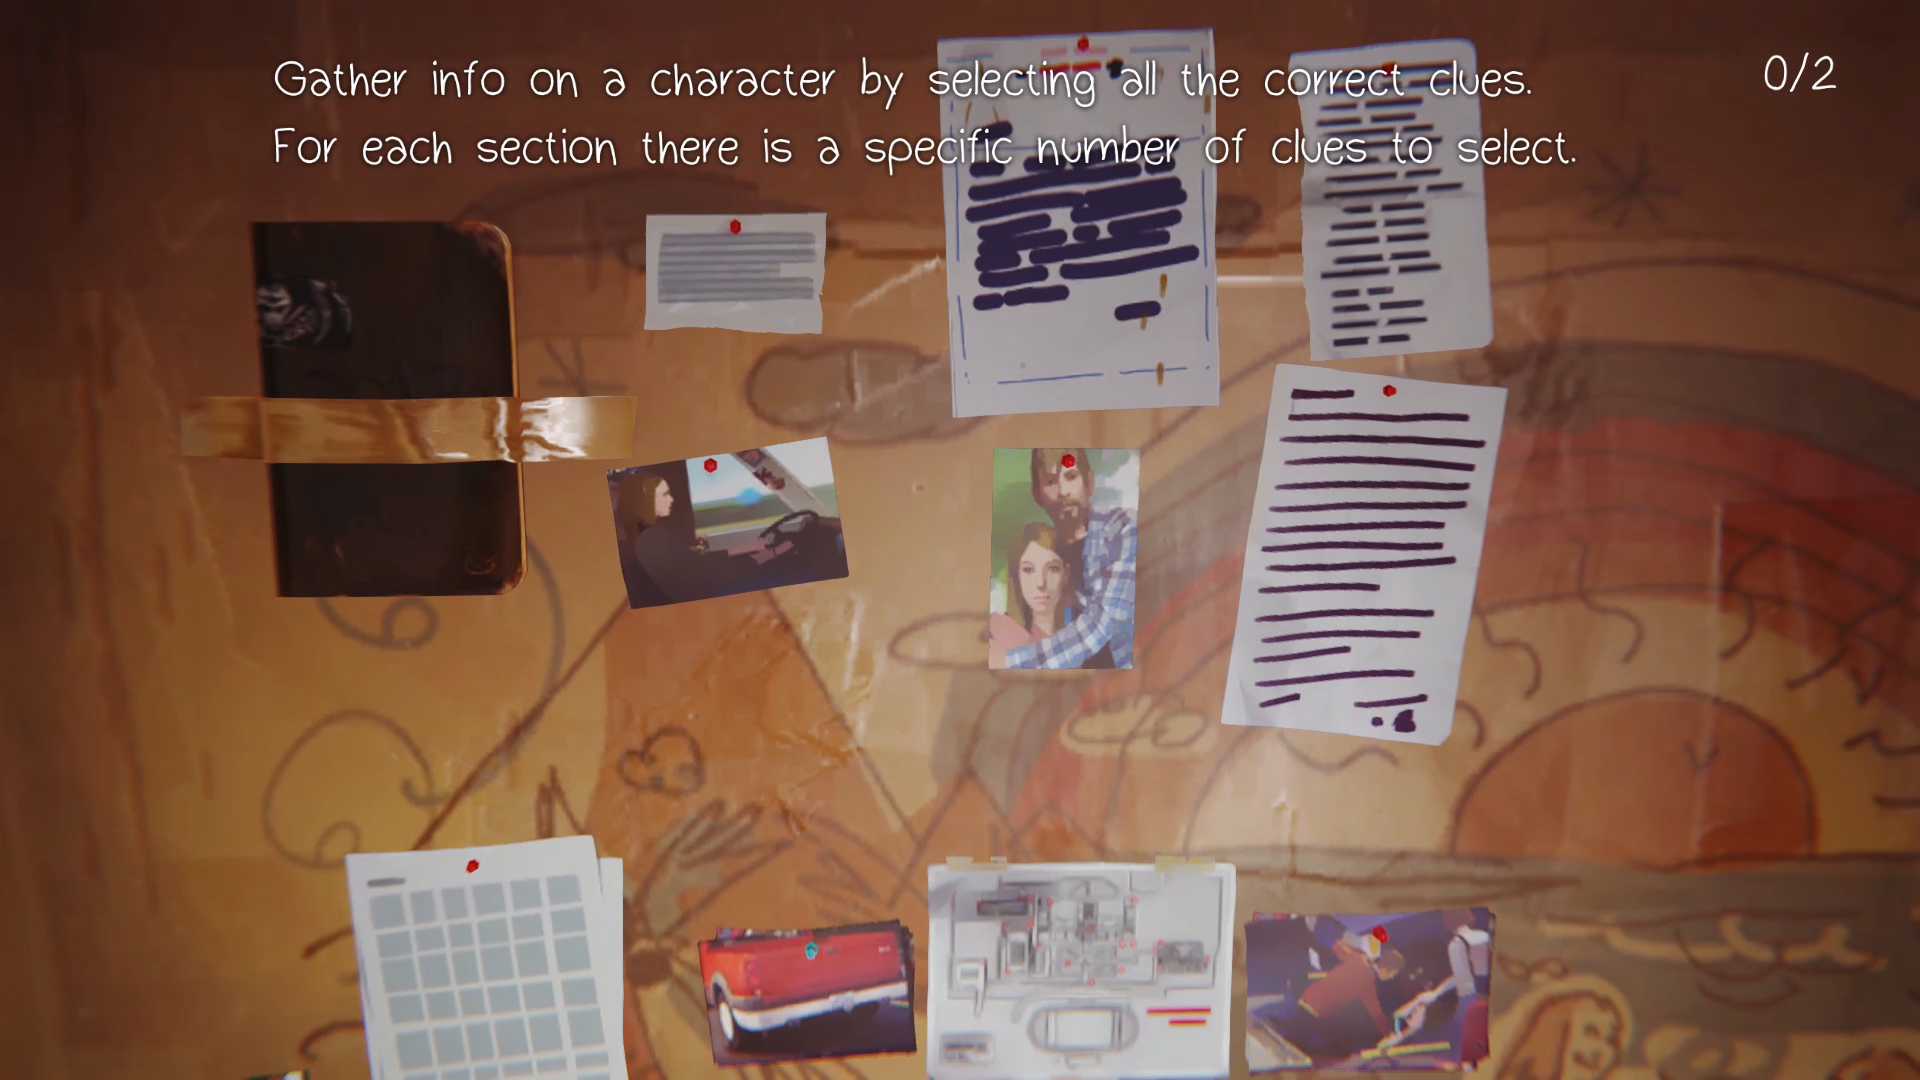 Gather info on a character by selecting all the correct clues.
0/2
For each section there is a specific number of clues to select.